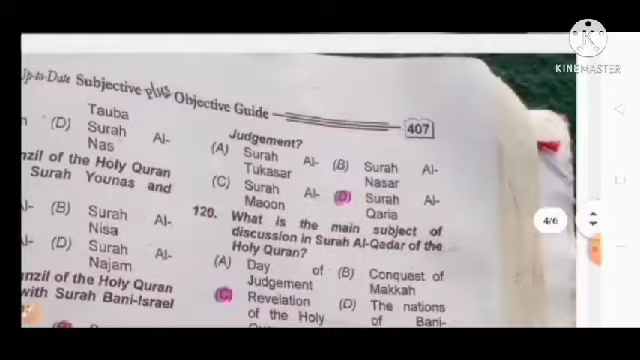 KINEMASTER
Up-to-Date Subjective plus Objective Guide
407
Tauba
(D) Surah Al-
Nas
nzil of the Holy Quran
Surah Younas and
(B) Surah Al-
Nisa
(D) Surah Al-
Najam
nzil of the Holy Quran
with Surah Bani-Israel
Judgement?
(A) Surah Al- (B) Surah Al-
Tukasar Nasar
(C) Surah Al- (D) Surah Al-
Maoon Qaria
120. What is the main subject of
discussion in Surah Al-Qadar of the
Holy Quran?
(A) Day of (B) Conquest of
Judgement Makkah
(C) Revelation (D) The nations
of the Holy of Bani-
4/6